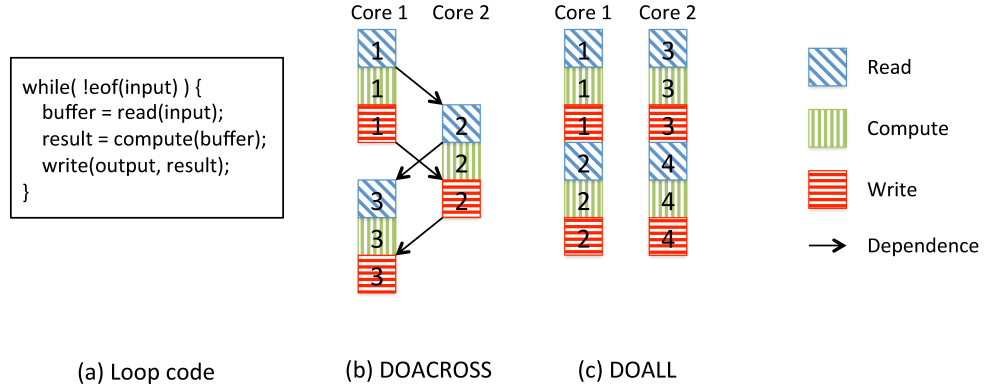 while( !eof(input) ) {
buffer = read(input);
result = compute(buffer);
write(output, result);
}
(a) Loop code
Core 1 Core 2
1
1
1
2
2
2
3
3
3
(b) DOACROSS
Core 1 Core 2
1 3
1 3
1 3
2 4
2 4
2 4
(c) DOALL
Read
Compute
Write
Dependence